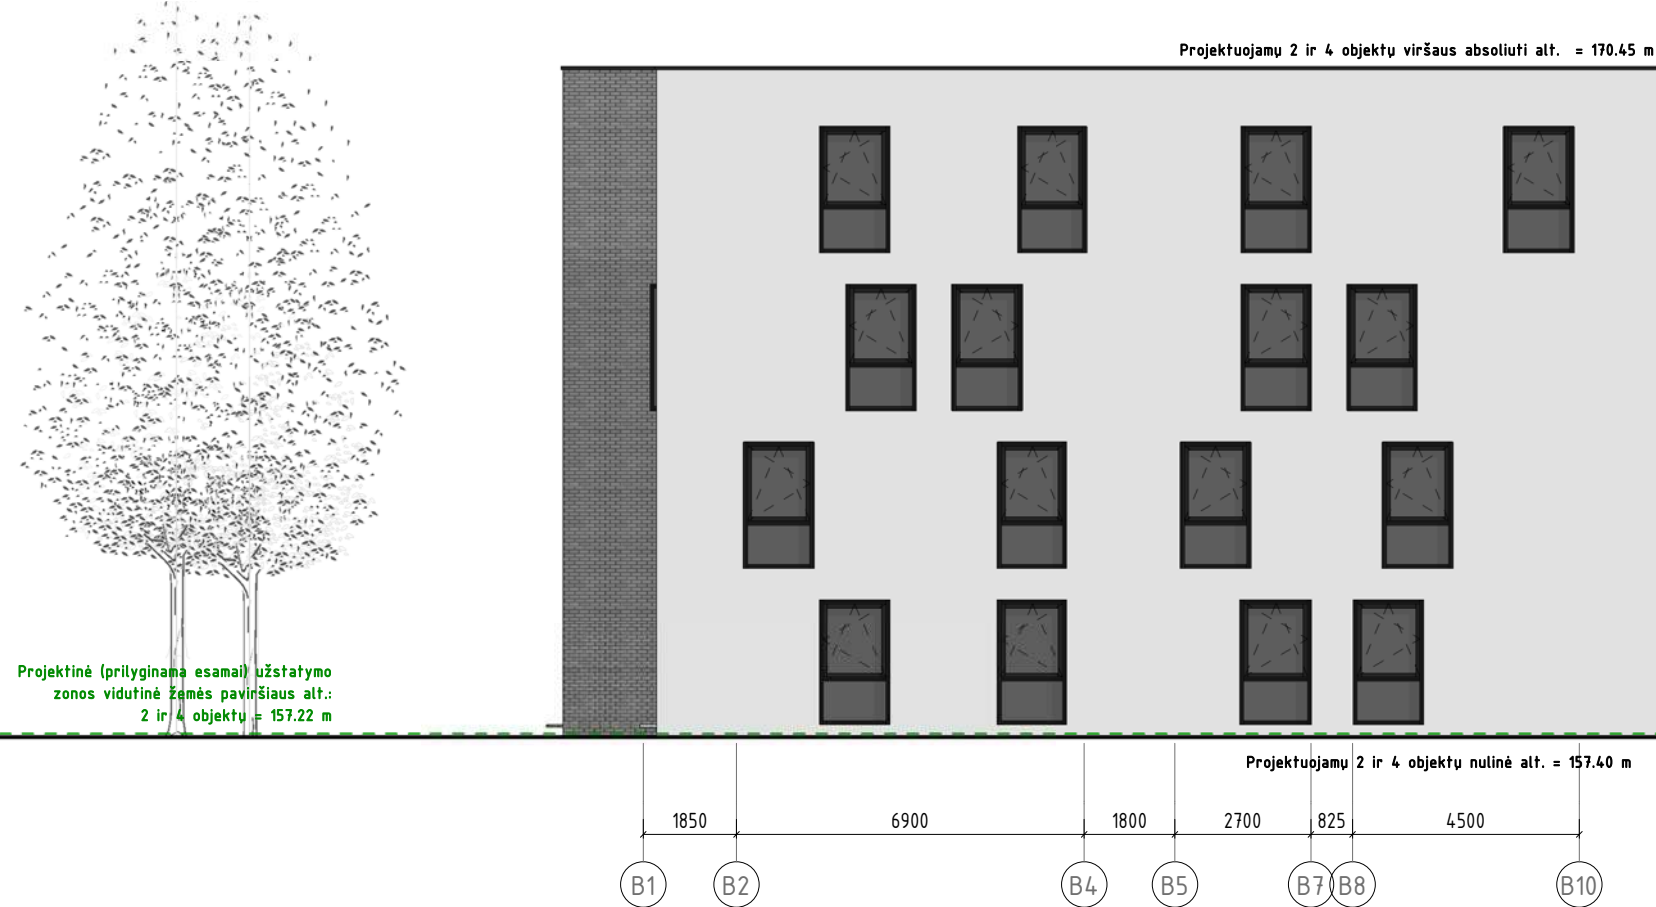 Projektuojamų 2 ir 4 objektų viršaus absoliuti alt. = 170.45 m
Projektinė (prilyginama esamai) užstatymo
zonos vidutinė žemės paviršiaus alt.:
2 ir 4 objektų = 157.22 m
Projektuojamų 2 ir 4 objektų nulinė alt. = 157.40 m
1850 6900 1800 2700 825 4500
B1 B2 B4 B5 B7 B8 B10